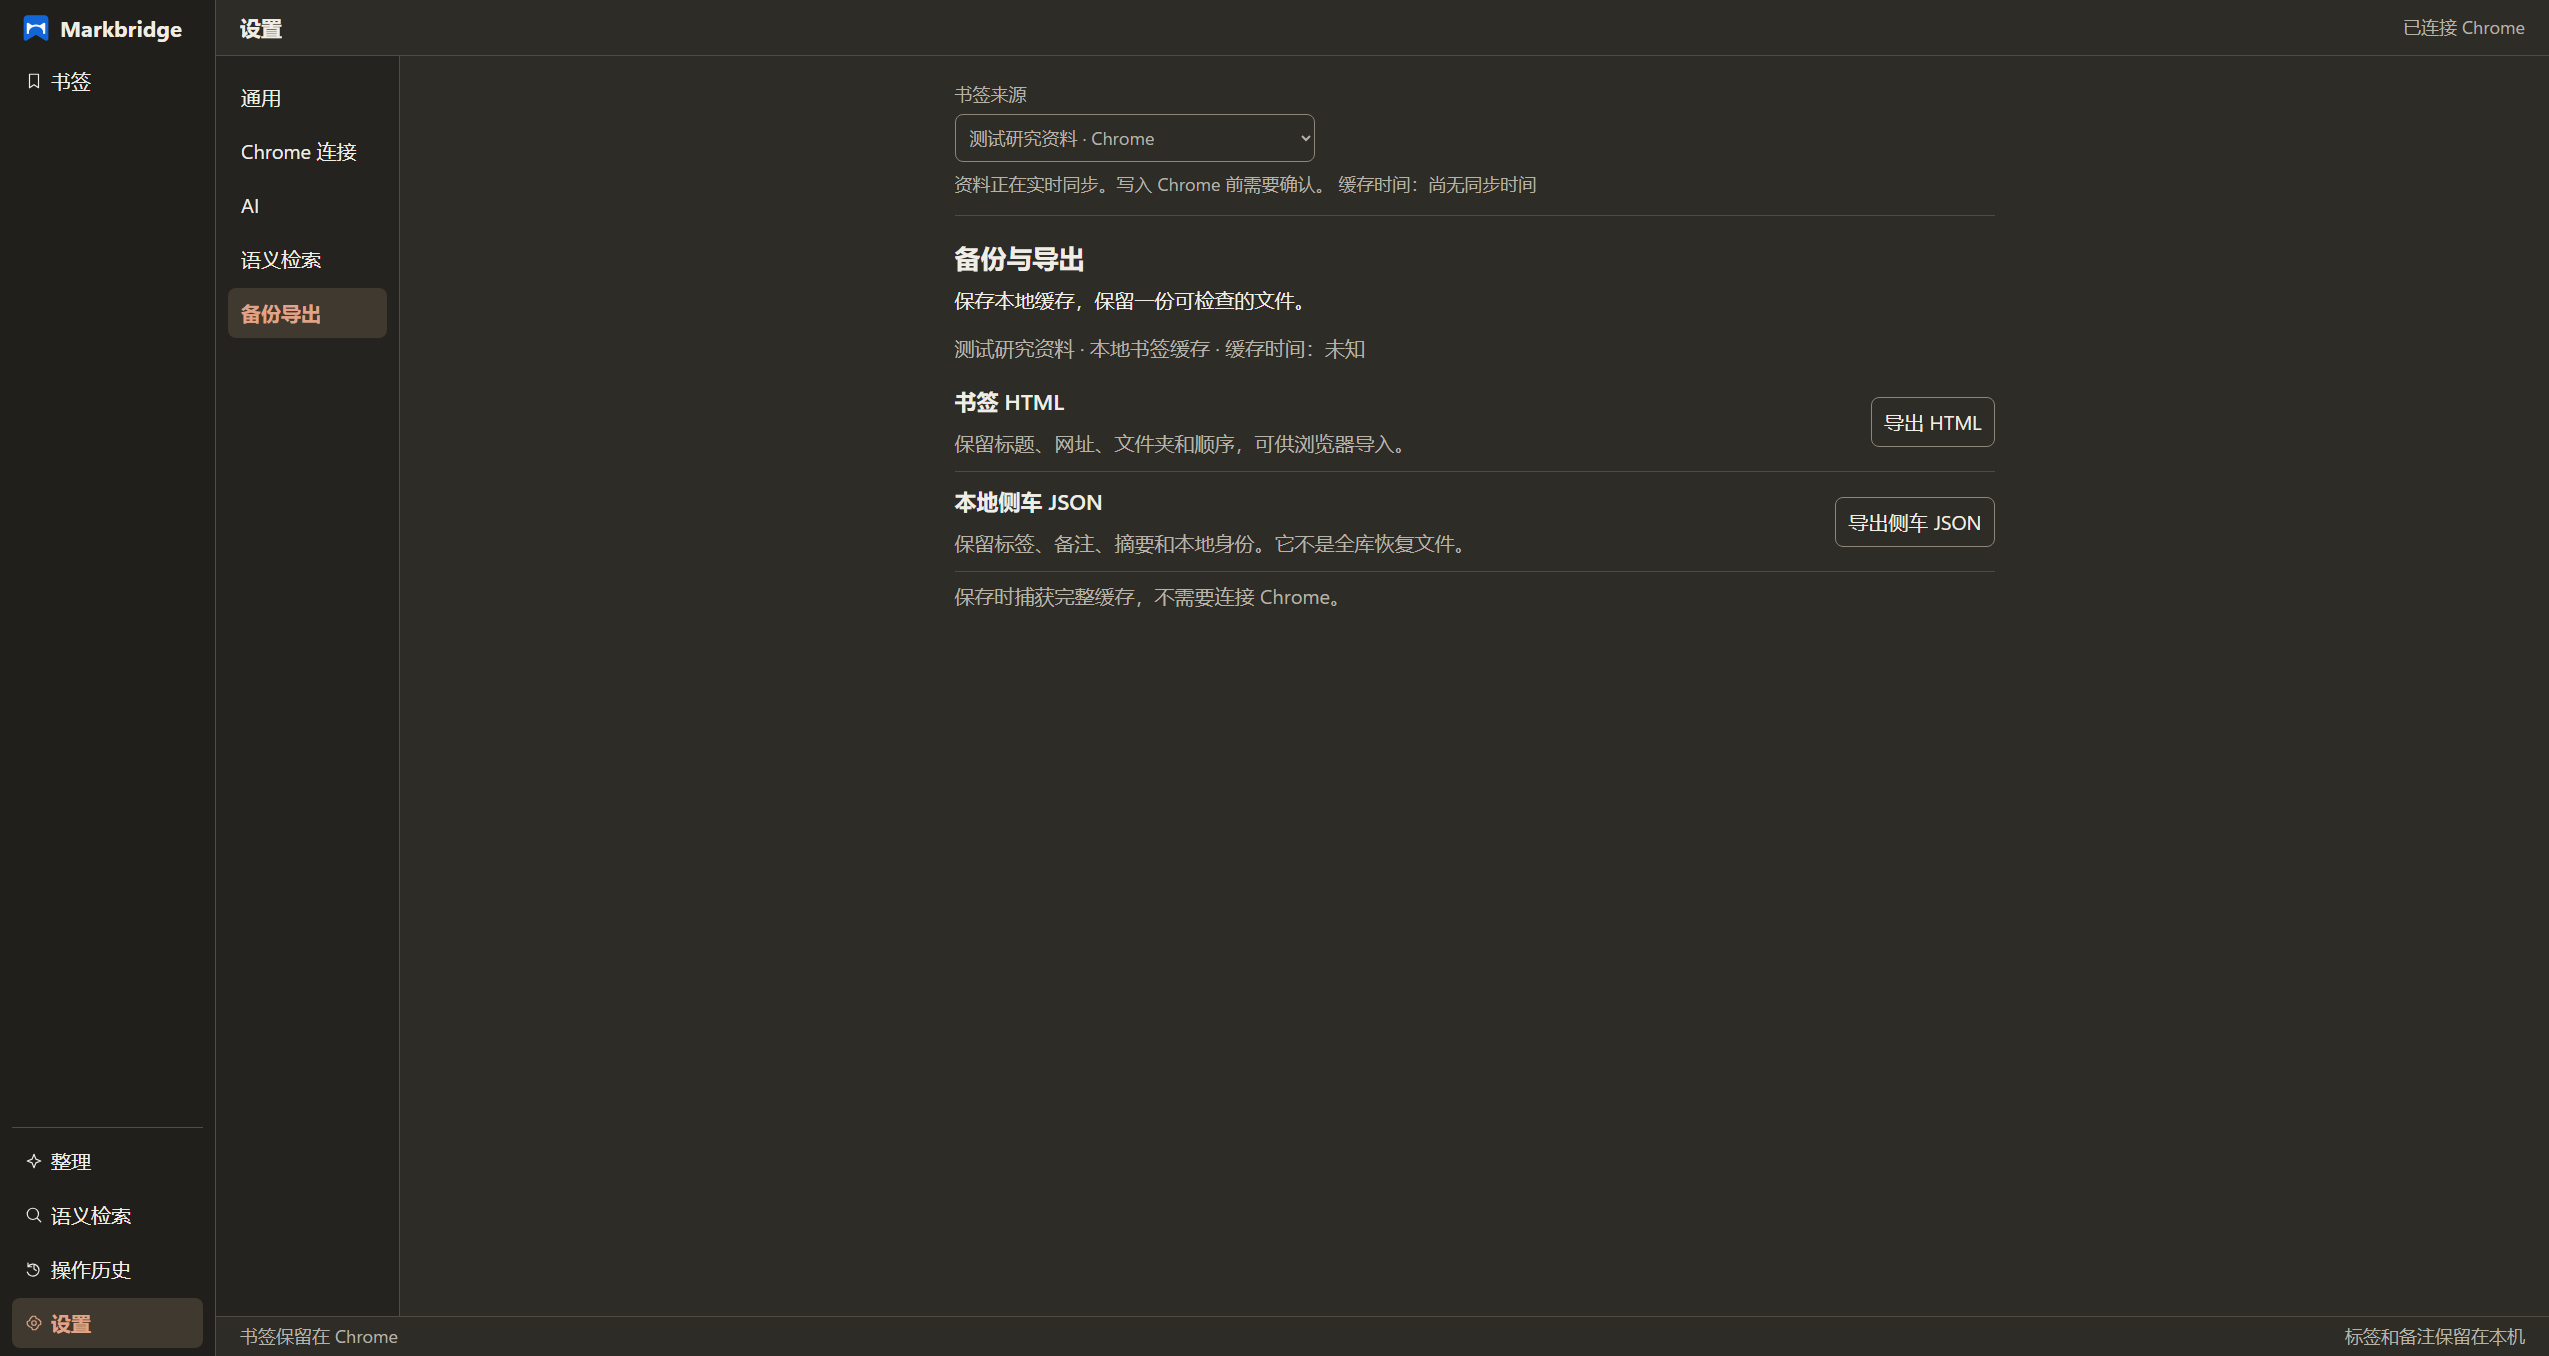 Markbridge
书签
整理
语义检索
操作历史
设置
设置
已连接 Chrome
通用
Chrome 连接
AI
语义检索
备份导出
书签来源
测试研究资料 · Chrome
资料正在实时同步。写入 Chrome 前需要确认。 缓存时间：尚无同步时间
备份与导出
保存本地缓存，保留一份可检查的文件。
测试研究资料 · 本地书签缓存 · 缓存时间：未知
书签 HTML
保留标题、网址、文件夹和顺序，可供浏览器导入。
导出 HTML
本地侧车 JSON
保留标签、备注、摘要和本地身份。它不是全库恢复文件。
导出侧车 JSON
保存时捕获完整缓存，不需要连接 Chrome。
书签保留在 Chrome
标签和备注保留在本机